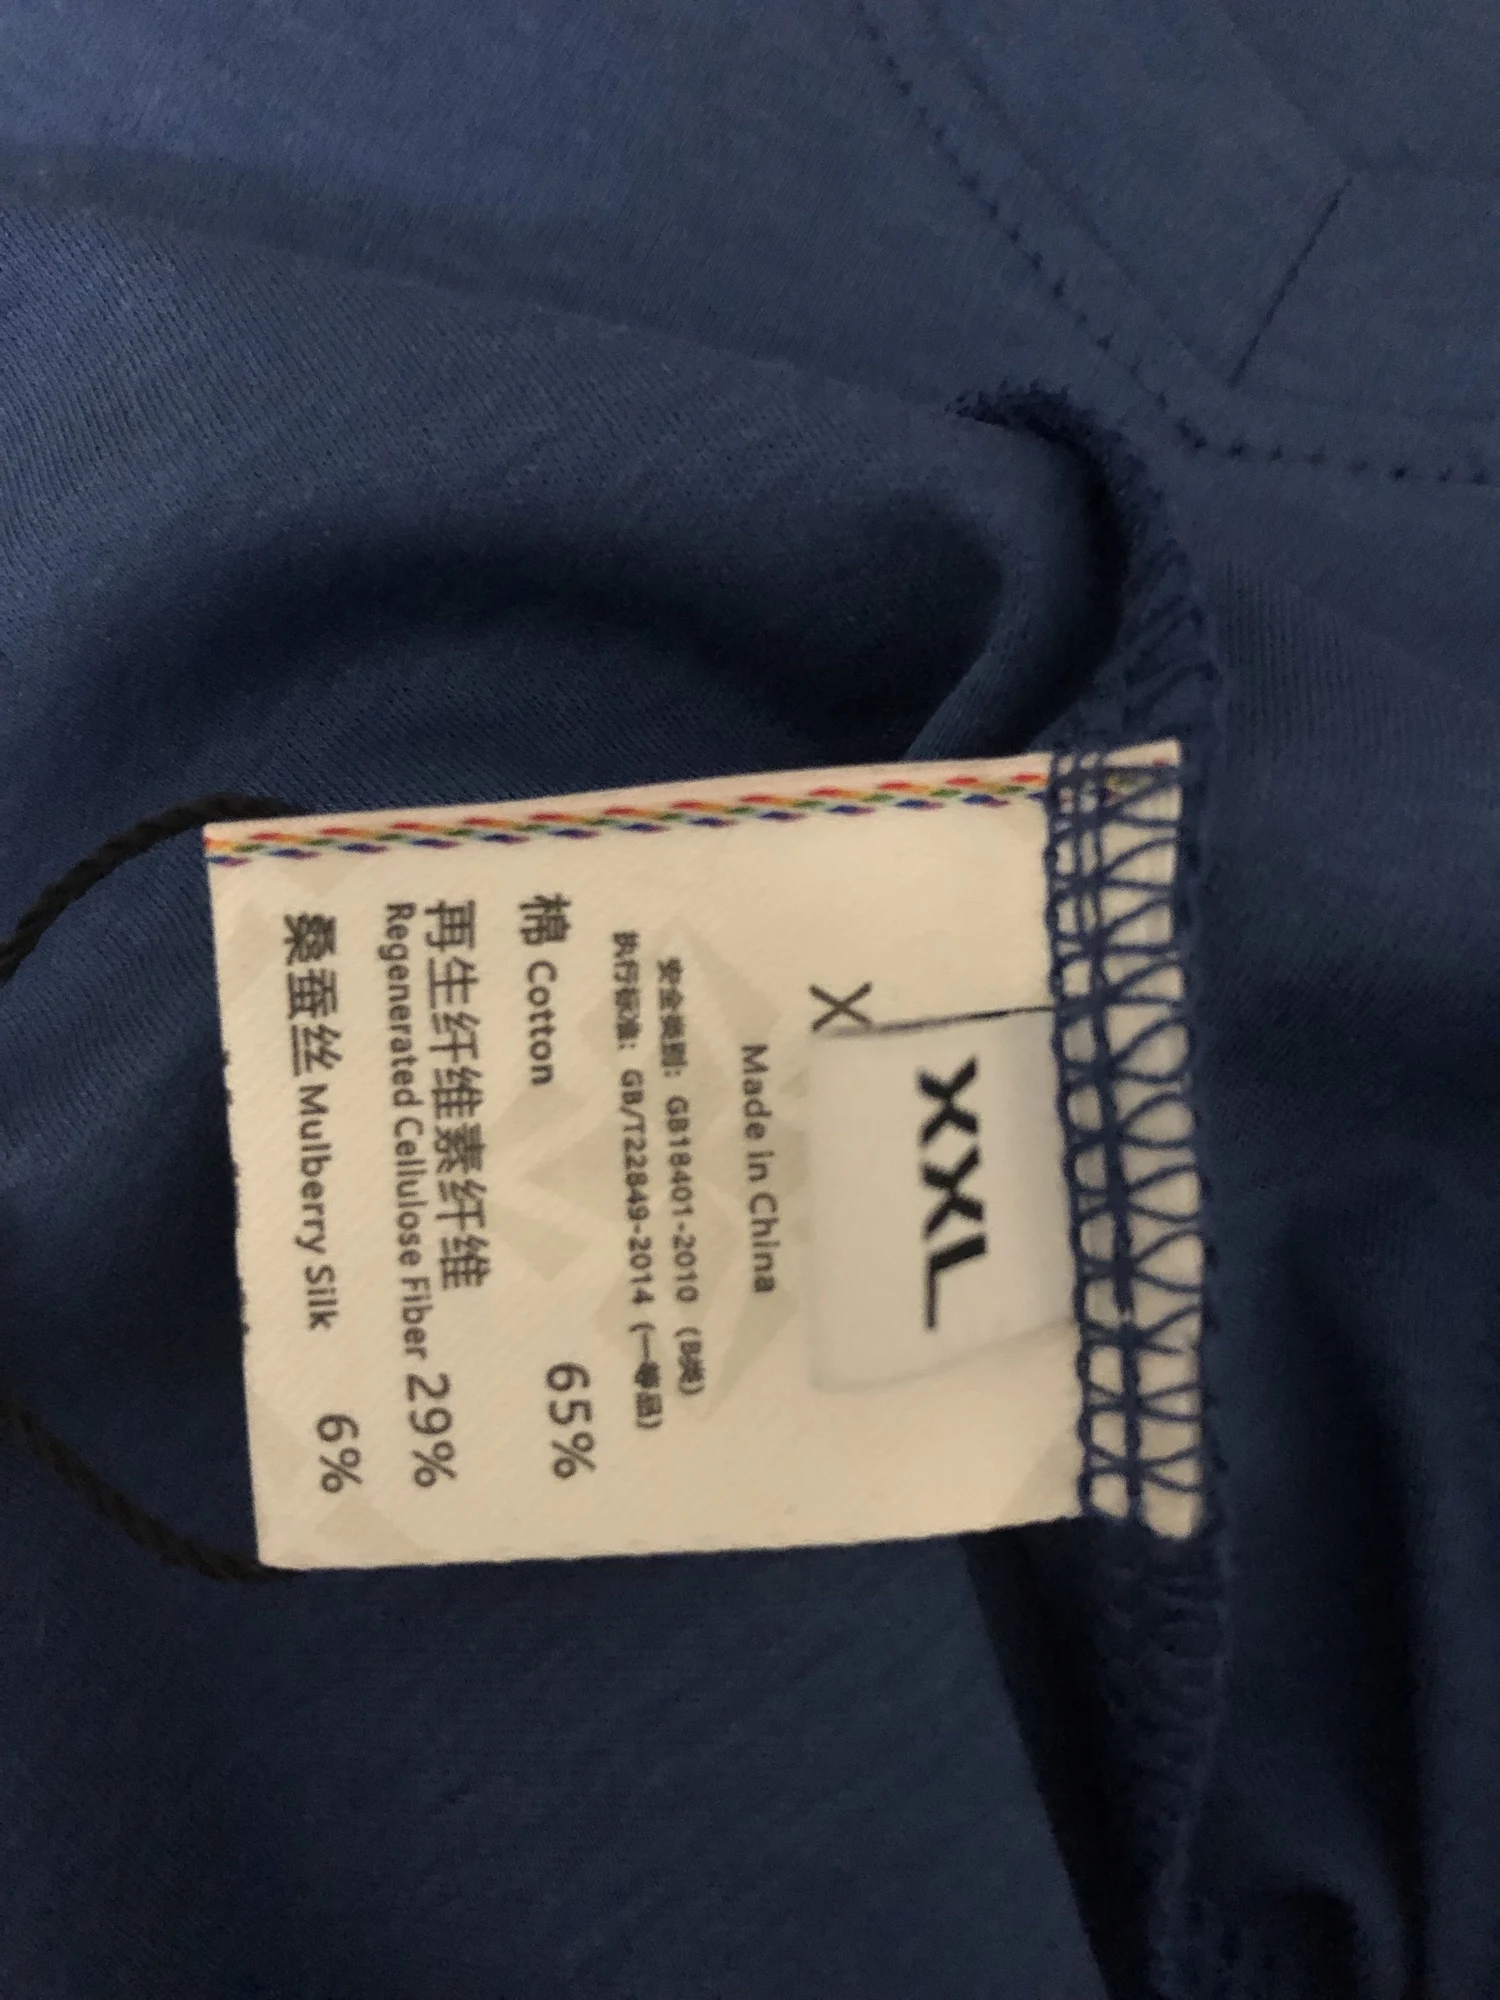 XXL
X
Made in China
安全类别：GB18401-2010（B类）
执行标准：GB/T22849-2014（一等品）
棉 Cotton 65%
再生纤维素纤维
Regenerated Cellulose Fiber 29%
桑蚕丝 Mulberry Silk 6%